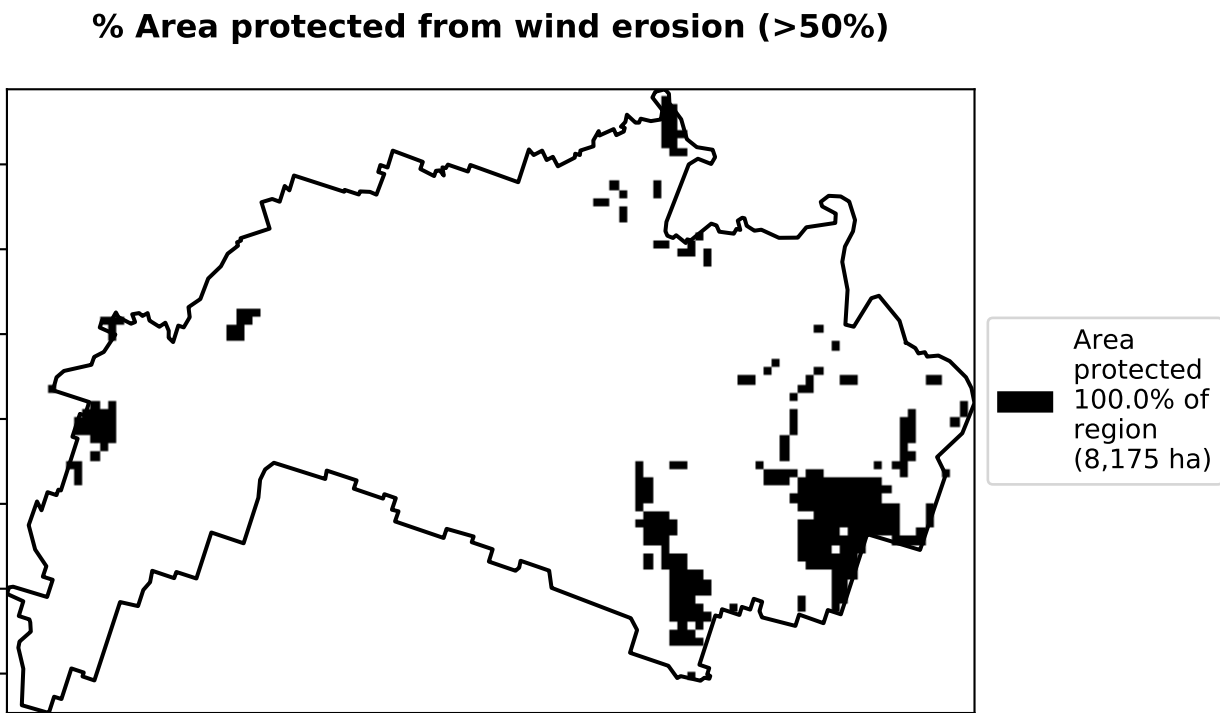 % Area protected from wind erosion (>50%)
Area
protected
100.0% of
region
(8,175 ha)